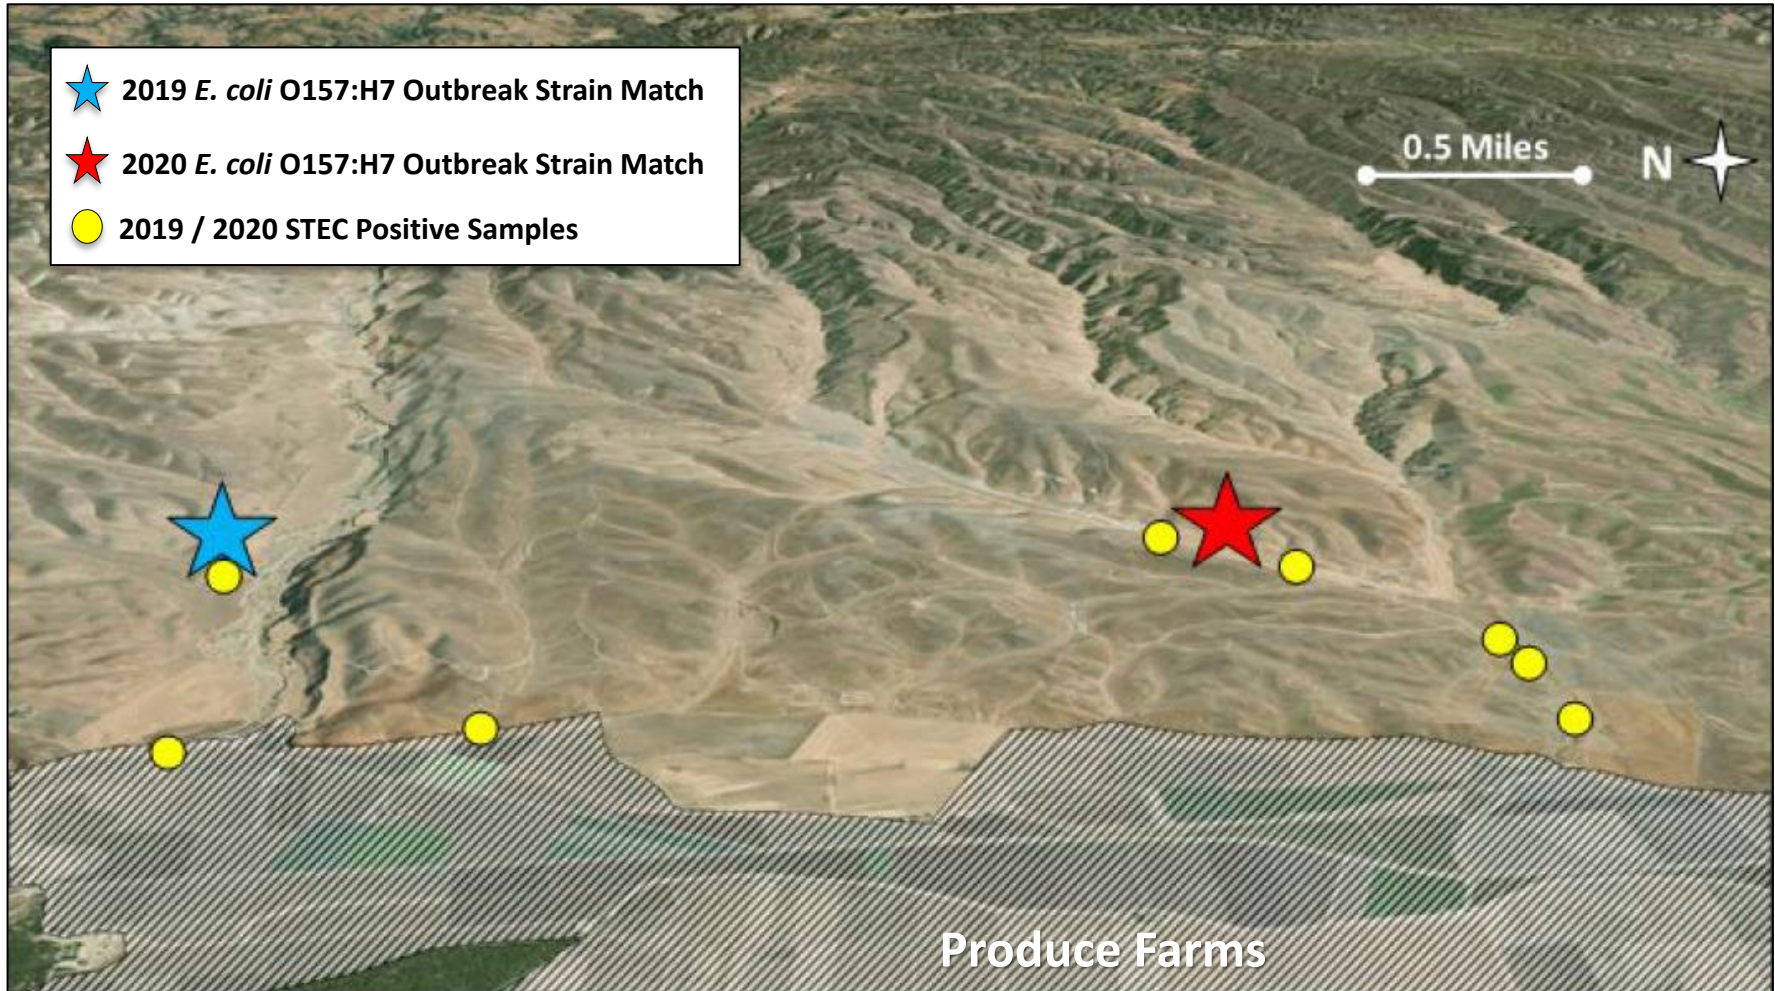 2019 E. coli O157:H7 Outbreak Strain Match
2020 E. coli O157:H7 Outbreak Strain Match
2019 / 2020 STEC Positive Samples
0.5 Miles
N
Produce Farms